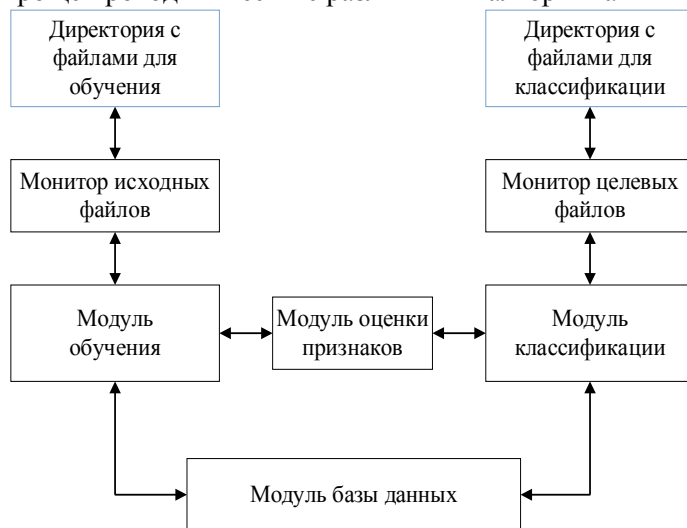 Директория с
файлами для
обучения
Директория с
файлами для
классификации
Монитор исходных
файлов
Монитор целевых
файлов
Модуль
обучения
Модуль оценки
признаков
Модуль
классификации
Модуль базы данных